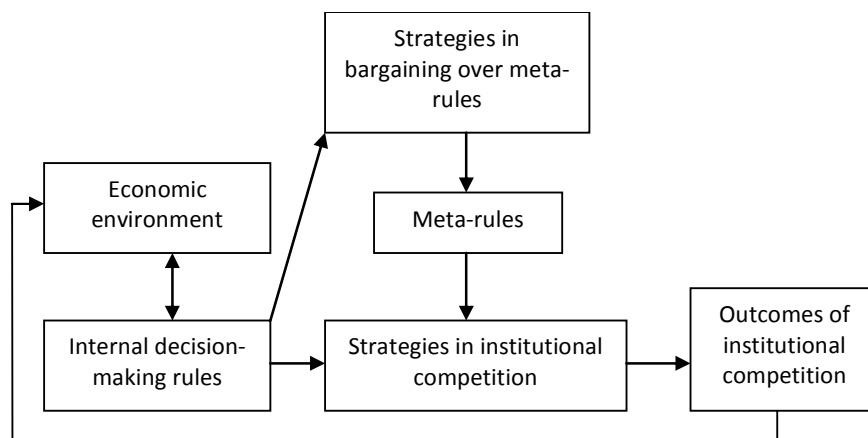 Strategies in
bargaining over meta-
rules
Economic
environment
Meta-rules
Internal decision-
making rules
Strategies in institutional
competition
Outcomes of
institutional
competition